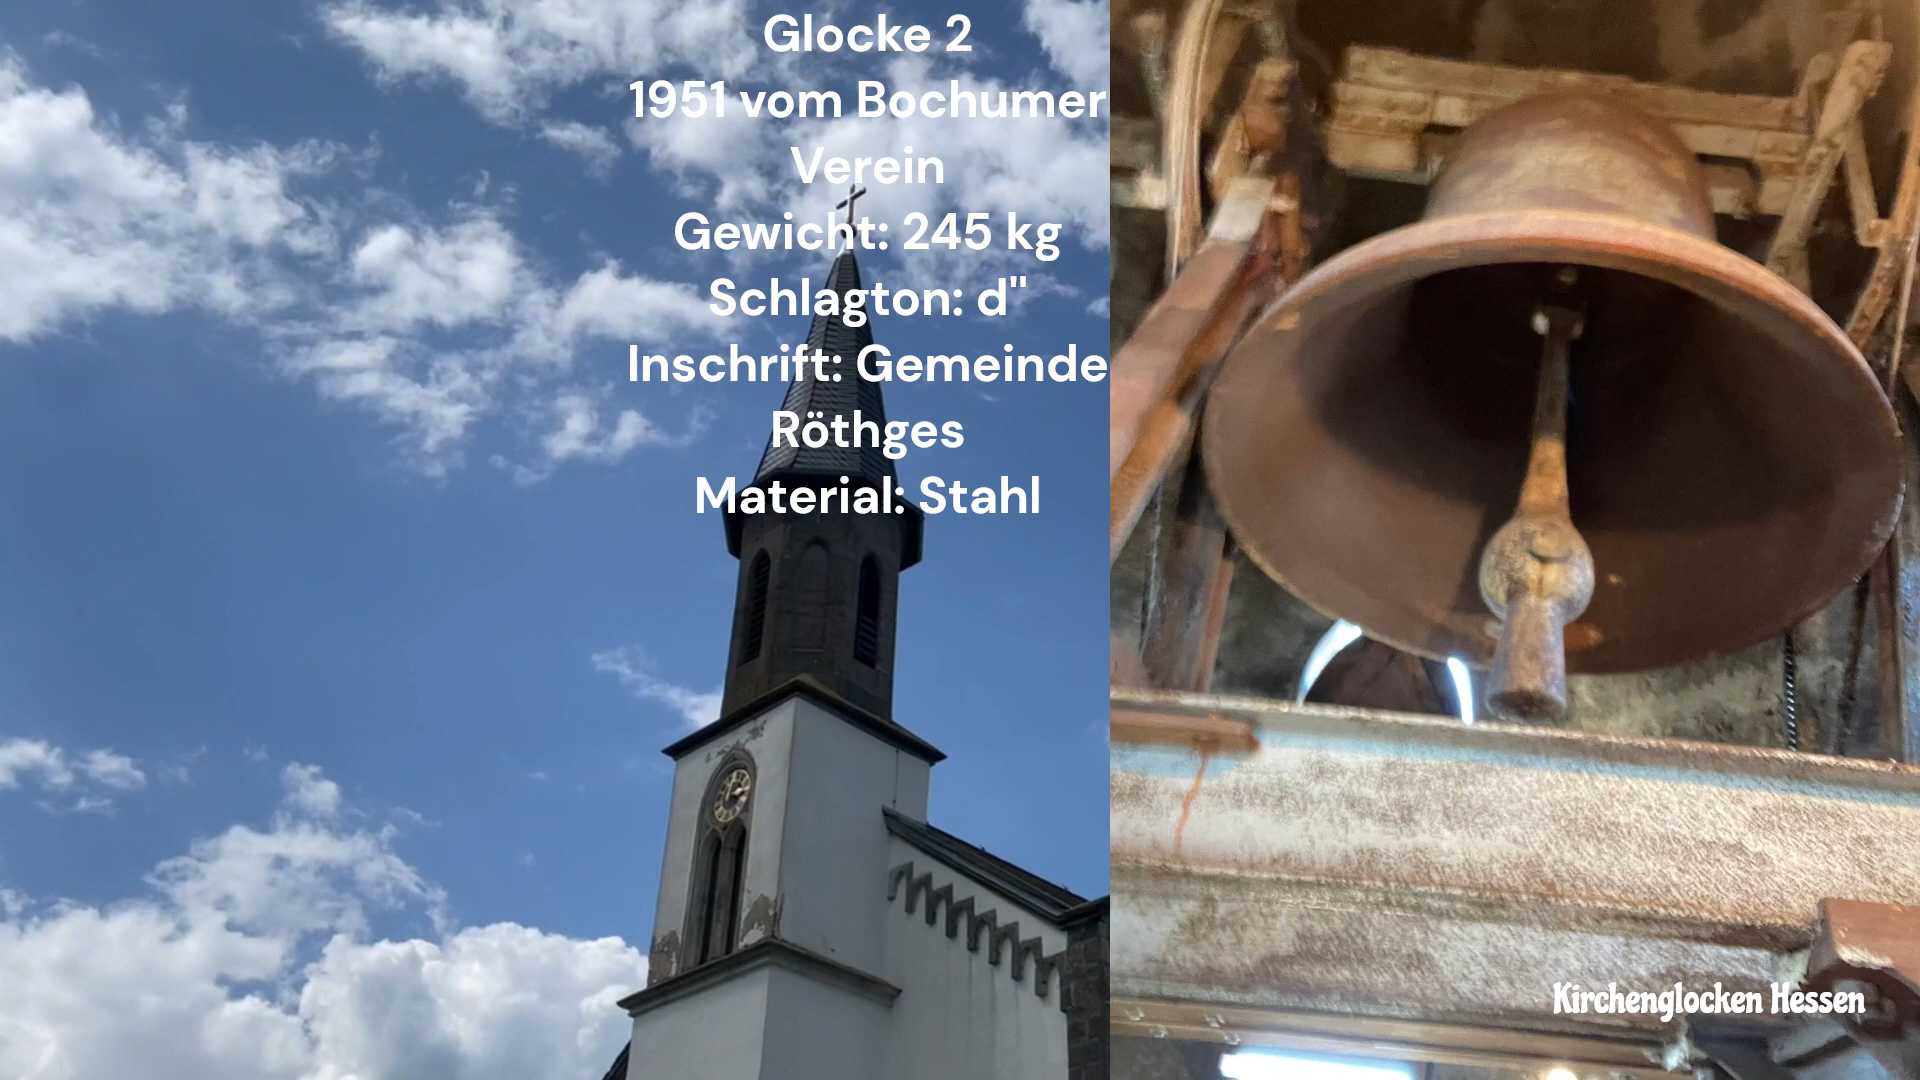 Glocke 2
1951 vom Bochumer
Verein
Gewicht: 245 kg
Schlagton: d"
Inschrift: Gemeinde
Röthges
Material: Stahl
Kirchenglocken Hessen